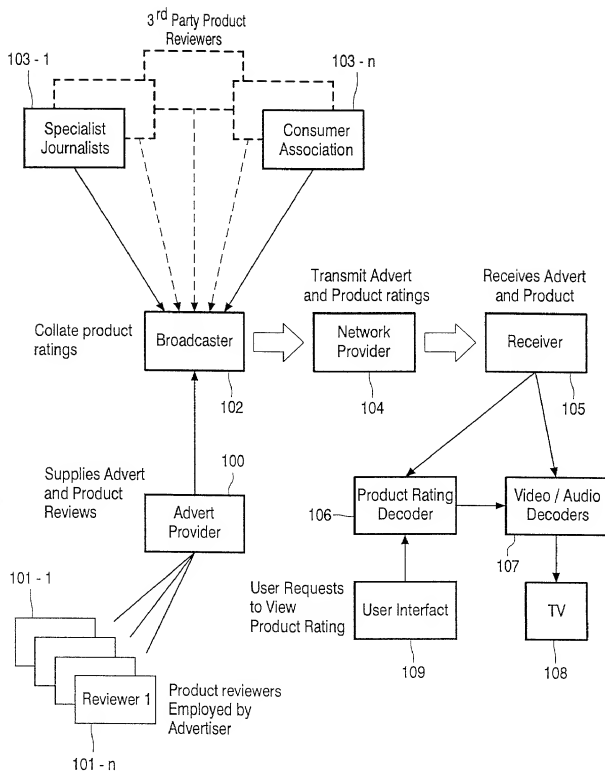 3rd Party Product
Reviewers
103 - 1
103 - n
Specialist
Journalists
Consumer
Association
Transmit Advert
and Product ratings
Receives Advert
and Product
Collate product
ratings
Broadcaster
Network
Provider
Receiver
102
104
105
Supplies Advert
and Product
Reviews
100
Advert
Provider
106
Product Rating
Decoder
Video / Audio
Decoders
107
101 - 1
User Requests
to View
Product Rating
User Interfact
TV
109
108
Reviewer 1
Product reviewers
Employed by
Advertiser
101 - n